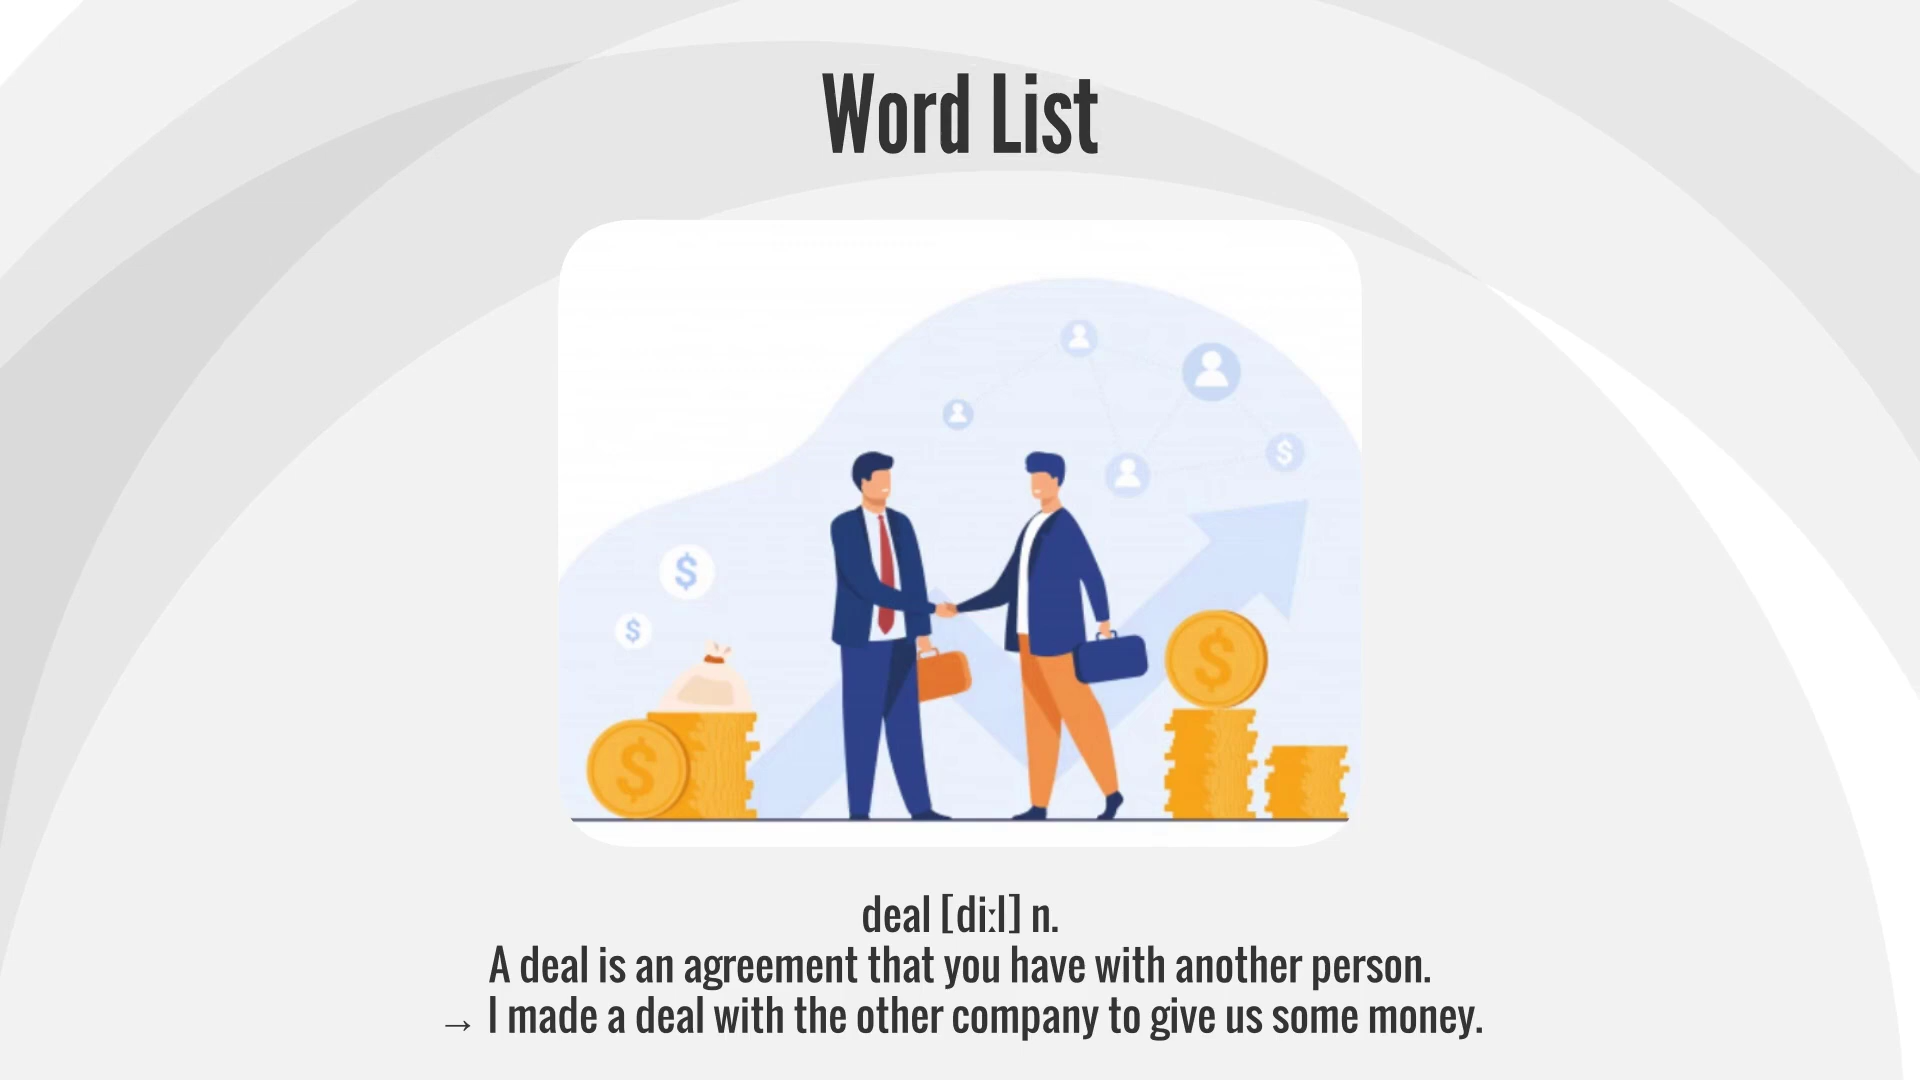 Word List
$
$
$
$
$
deal [diːl] n.
A deal is an agreement that you have with another person.
→ I made a deal with the other company to give us some money.